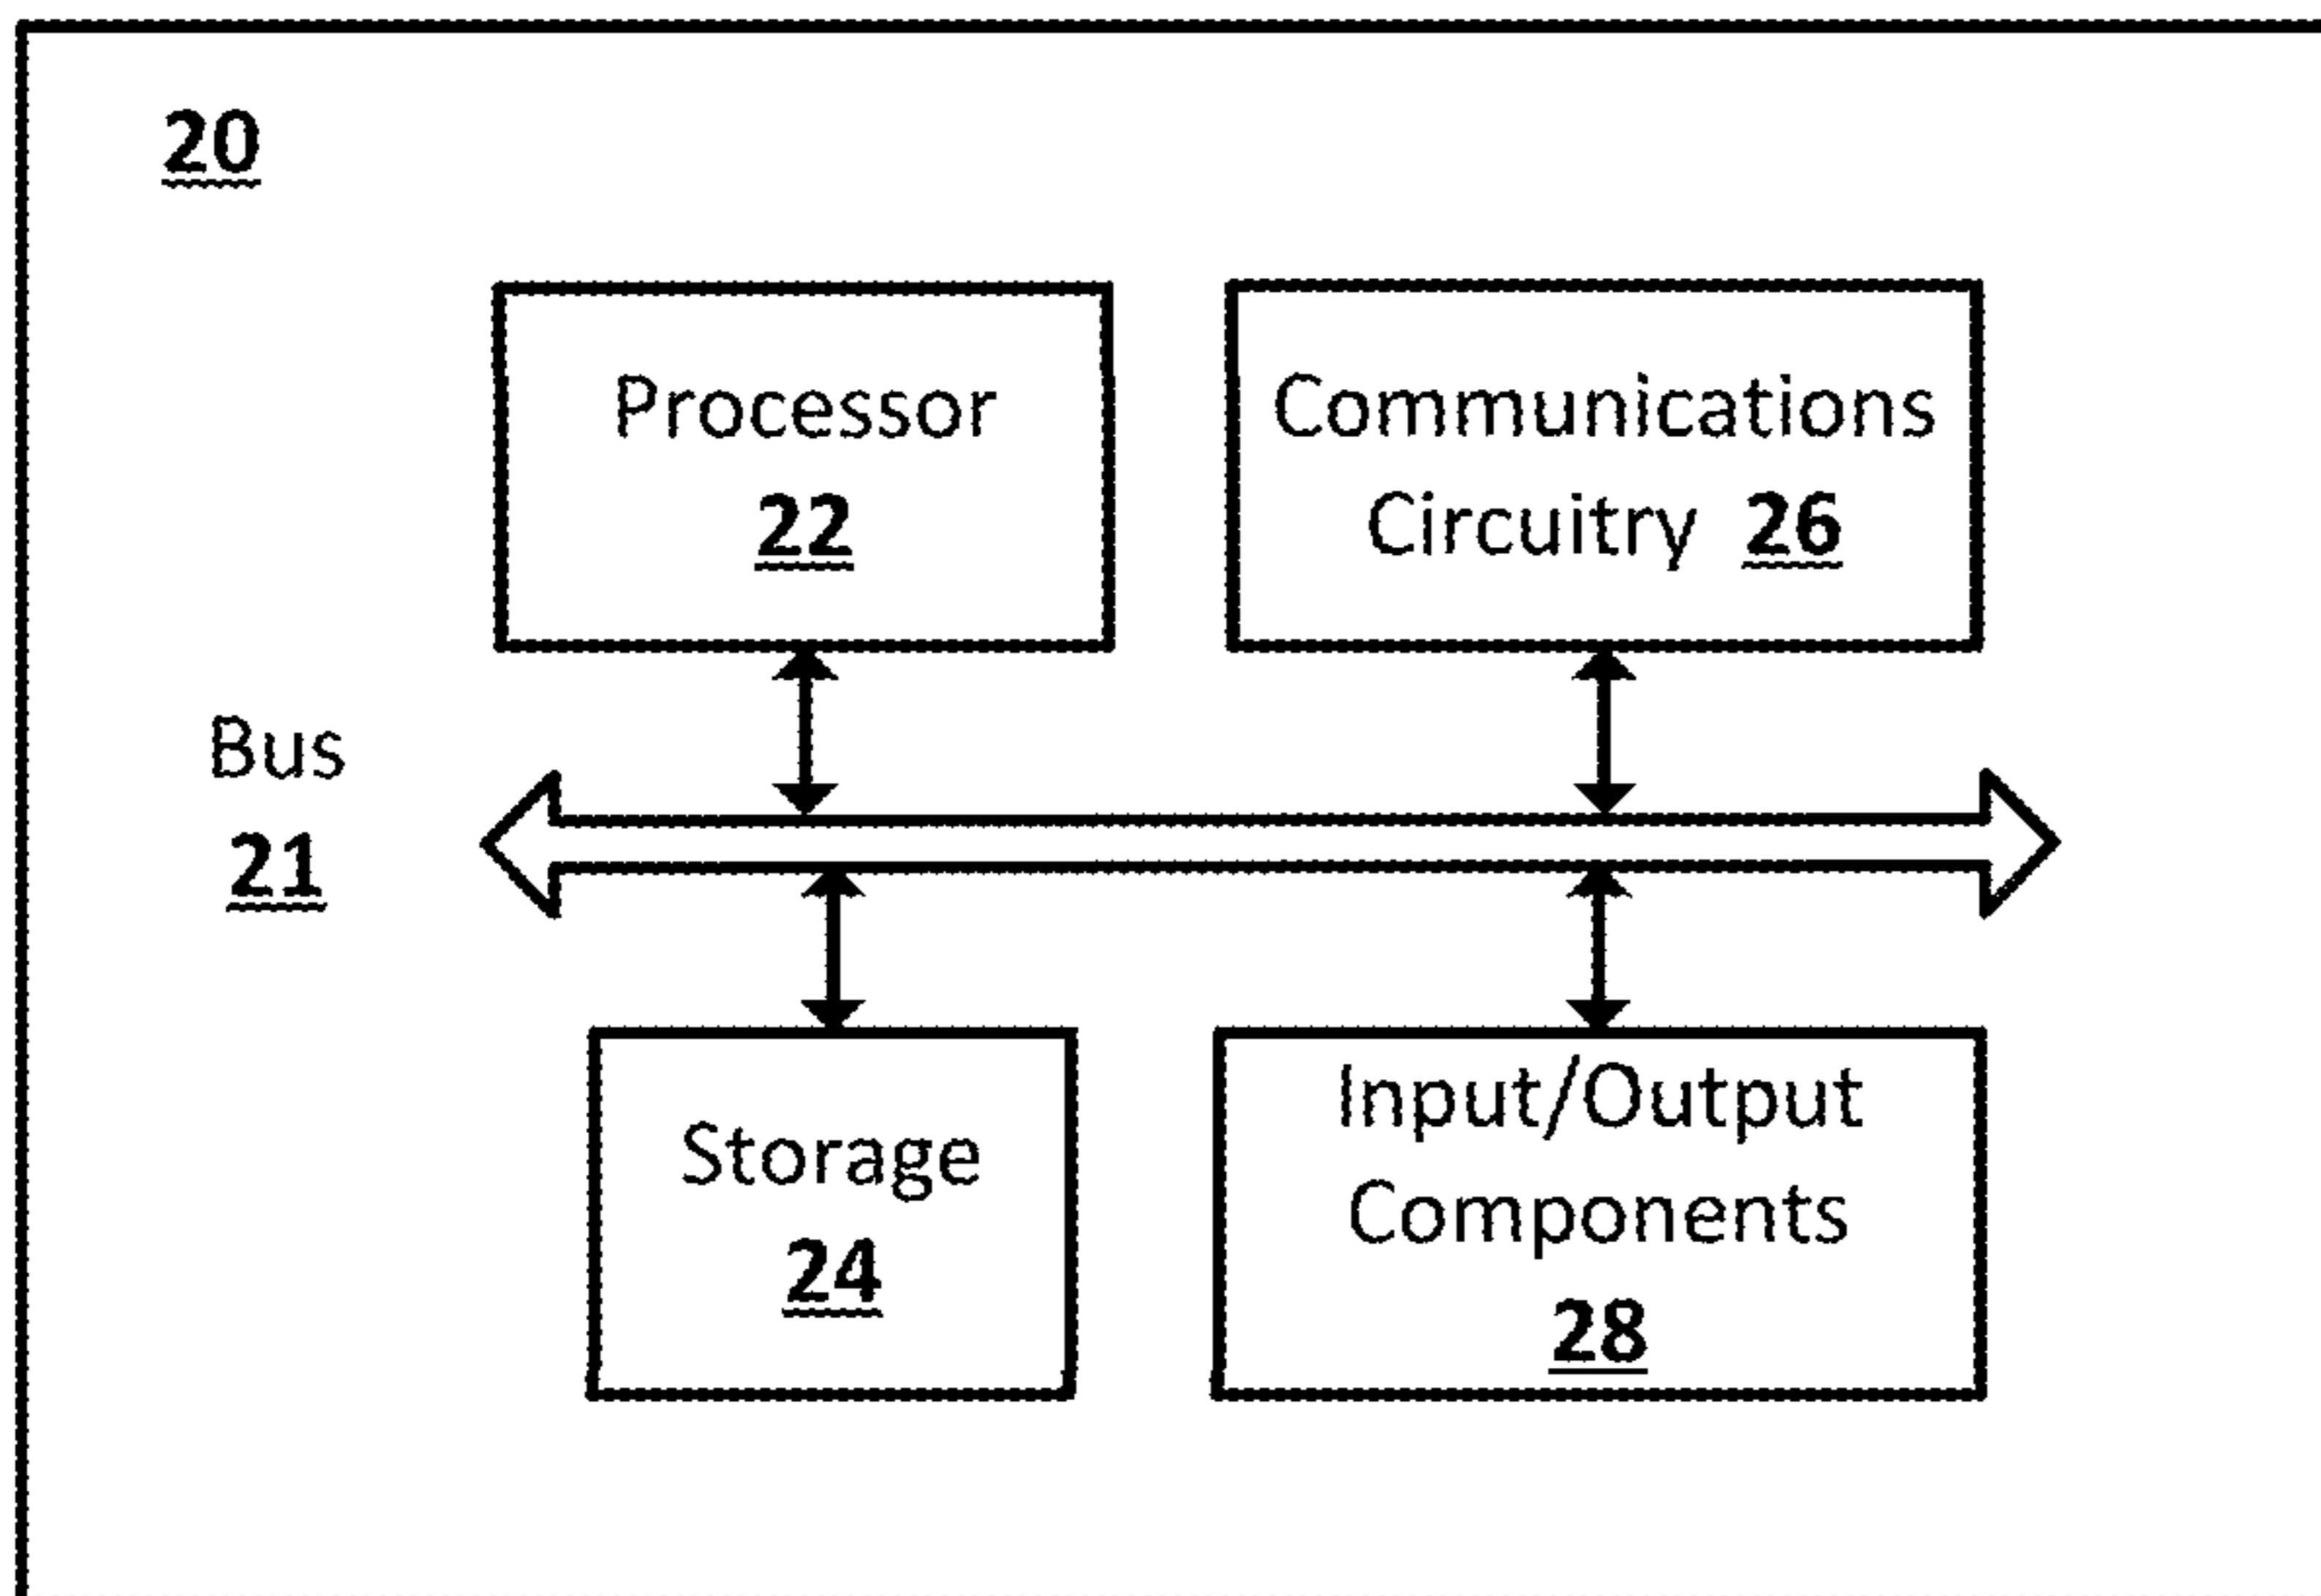 20
Processor
22
Communications
Circuitry 26
Bus
21
Storage
24
Input/Output
Components
28